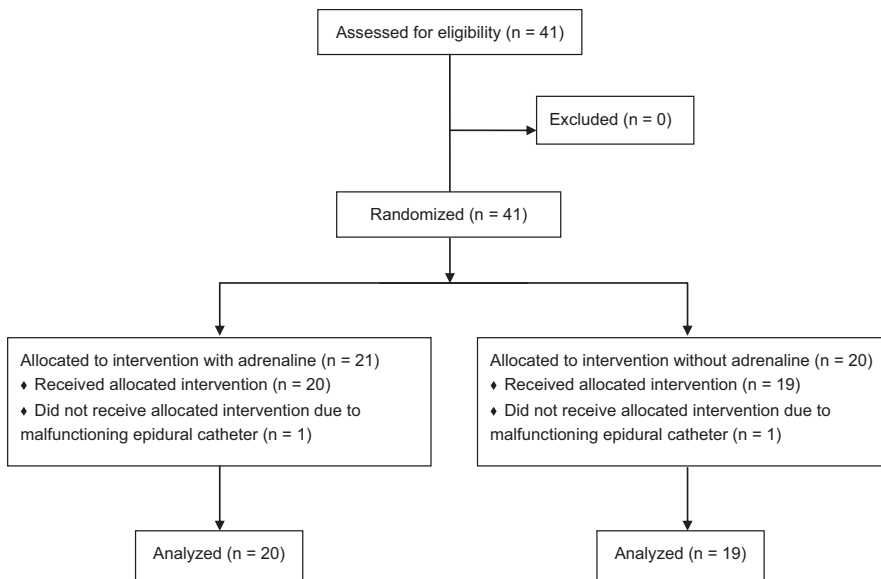 Assessed for eligibility (n = 41)
Excluded (n = 0)
Randomized (n = 41)
Allocated to intervention with adrenaline (n = 21)
♦ Received allocated intervention (n = 20)
♦ Did not receive allocated intervention due to
malfunctioning epidural catheter (n = 1)
Allocated to intervention without adrenaline (n = 20)
♦ Received allocated intervention (n = 19)
♦ Did not receive allocated intervention due to
malfunctioning epidural catheter (n = 1)
Analyzed (n = 20)
Analyzed (n = 19)